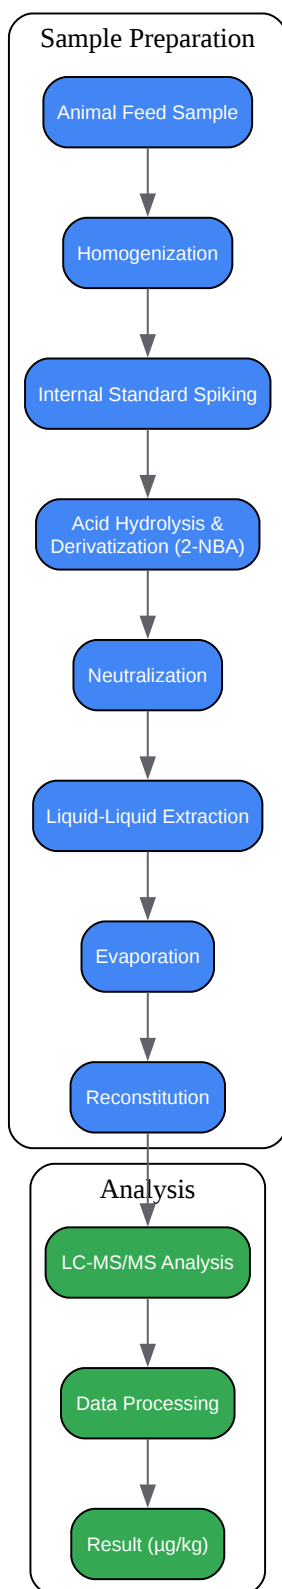 Sample Preparation
Animal Feed Sample
Homogenization
Internal Standard Spiking
Acid Hydrolysis &
Derivatization (2-NBA)
Neutralization
Liquid-Liquid Extraction
Evaporation
Reconstitution
Analysis
LC-MS/MS Analysis
Data Processing
Result (µg/kg)